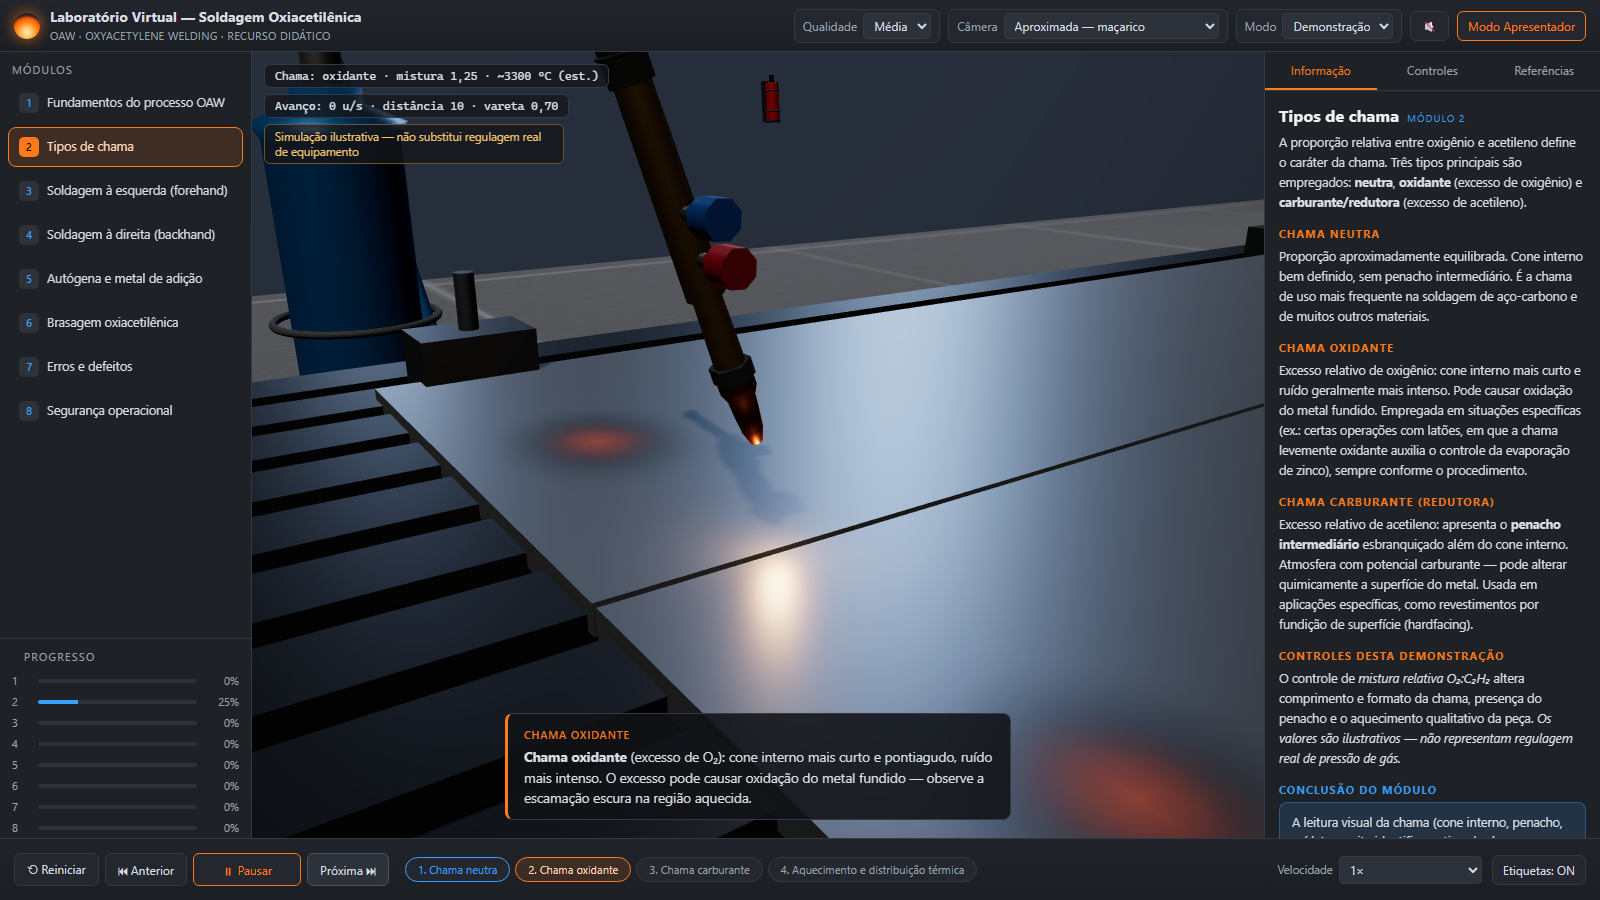 Laboratório Virtual — Soldagem Oxiacetilênica
OAW · OXYACETYLENE WELDING · RECURSO DIDÁTICO
Qualidade Média
Câmera Aproximada — maçarico
Modo Demonstração
Modo Apresentador
MÓDULOS
1 Fundamentos do processo OAW
2 Tipos de chama
3 Soldagem à esquerda (forehand)
4 Soldagem à direita (backhand)
5 Autógena e metal de adição
6 Brasagem oxiacetilênica
7 Erros e defeitos
8 Segurança operacional
PROGRESSO
1 0%
2 25%
3 0%
4 0%
5 0%
6 0%
7 0%
8 0%
Chama: oxidante · mistura 1,25 · ~3300 °C (est.)
Avanço: 0 u/s · distância 10 · vareta 0,70
Simulação ilustrativa — não substitui regulagem real
de equipamento
CHAMA OXIDANTE
Chama oxidante (excesso de O₂): cone interno mais curto e pontiagudo, ruído
mais intenso. O excesso pode causar oxidação do metal fundido — observe a
escamação escura na região aquecida.
Informação Controles Referências
Tipos de chama MÓDULO 2
A proporção relativa entre oxigênio e acetileno define
o caráter da chama. Três tipos principais são
empregados: neutra, oxidante (excesso de oxigênio) e
carburante/redutora (excesso de acetileno).
CHAMA NEUTRA
Proporção aproximadamente equilibrada. Cone interno
bem definido, sem penacho intermediário. É a chama
de uso mais frequente na soldagem de aço-carbono e
de muitos outros materiais.
CHAMA OXIDANTE
Excesso relativo de oxigênio: cone interno mais curto e
ruído geralmente mais intenso. Pode causar oxidação
do metal fundido. Empregada em situações específicas
(ex.: certas operações com latões, em que a chama
levemente oxidante auxilia o controle da evaporação
de zinco), sempre conforme o procedimento.
CHAMA CARBURANTE (REDUTORA)
Excesso relativo de acetileno: apresenta o penacho
intermediário esbranquiçado além do cone interno.
Atmosfera com potencial carburante — pode alterar
quimicamente a superfície do metal. Usada em
aplicações específicas, como revestimentos por
fundição de superfície (hardfacing).
CONTROLES DESTA DEMONSTRAÇÃO
O controle de mistura relativa O₂:C₂H₂ altera
comprimento e formato da chama, presença do
penacho e o aquecimento qualitativo da peça. Os
valores são ilustrativos — não representam regulagem
real de pressão de gás.
CONCLUSÃO DO MÓDULO
A leitura visual da chama (cone interno, penacho,
⟲ Reiniciar
⏮ Anterior
⏸ Pausar
Próxima ⏭
1. Chama neutra
2. Chama oxidante
3. Chama carburante
4. Aquecimento e distribuição térmica
Velocidade 1×
Etiquetas: ON